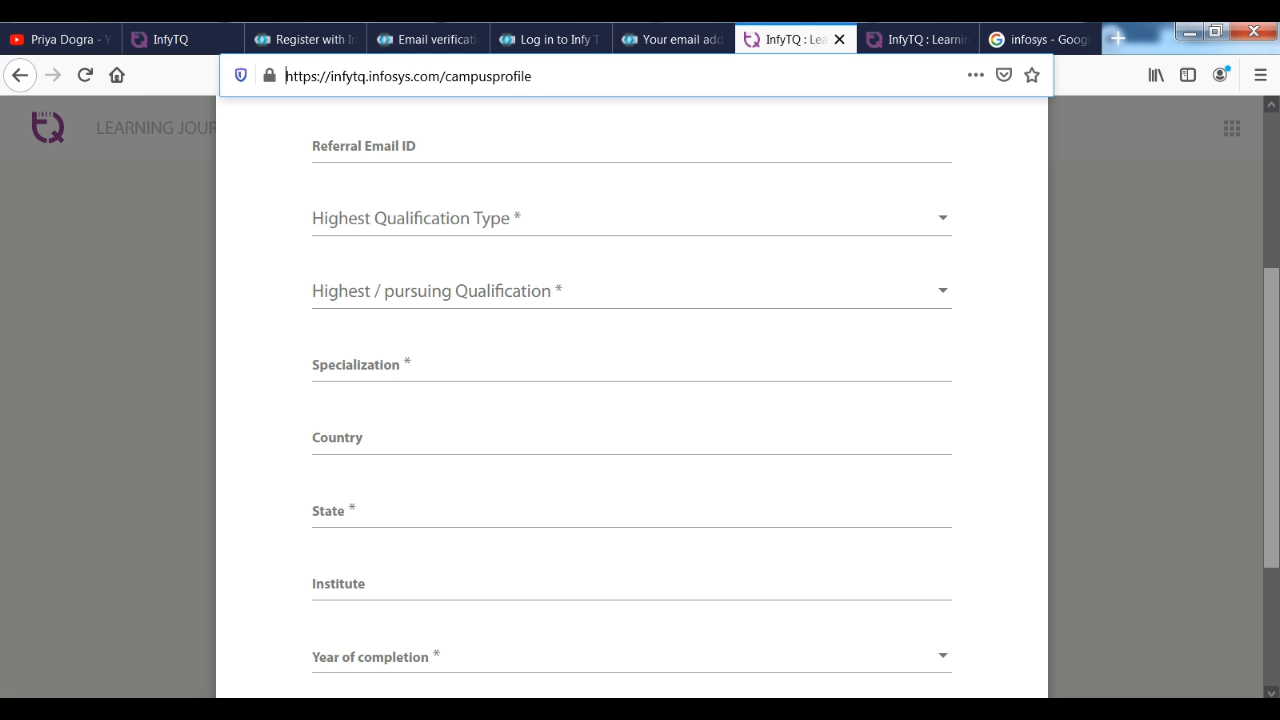 Priya Dogra - Y
InfyTQ
Register with In
Email verificati
Log in to Infy T
Your email add
InfyTQ : Lea
InfyTQ : Learnin
infosys - Goog
https://infytq.infosys.com/campusprofile
LEARNING JOUR
Referral Email ID
Highest Qualification Type *
Highest / pursuing Qualification *
Specialization *
Country
State *
Institute
Year of completion *